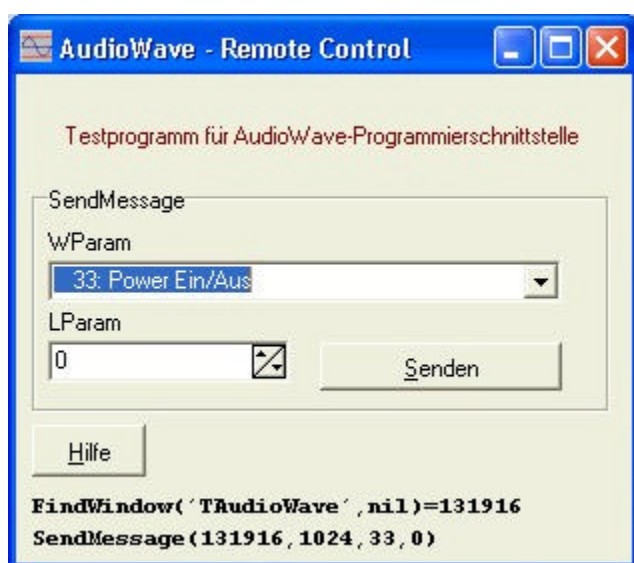 AudioWave - Remote Control
Testprogramm für AudioWave-Programmierschnittstelle
SendMessage
WParam
33: Power Ein/Aus
LParam
0
Senden
Hilfe
FindWindow(´TAudioWave´,nil)=131916
SendMessage(131916,1024,33,0)